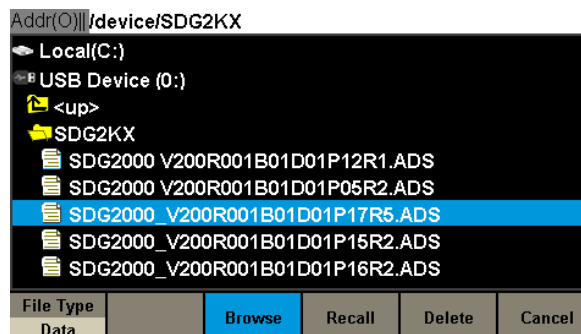 Addr(O)||/device/SDG2KX
Local(C:)
USB Device (0:)
<up>
SDG2KX
SDG2000 V200R001B01D01P12R1.ADS
SDG2000 V200R001B01D01P05R2.ADS
SDG2000_V200R001B01D01P17R5.ADS
SDG2000_V200R001B01D01P15R2.ADS
SDG2000_V200R001B01D01P16R2.ADS
File Type Browse Recall Delete Cancel
Data